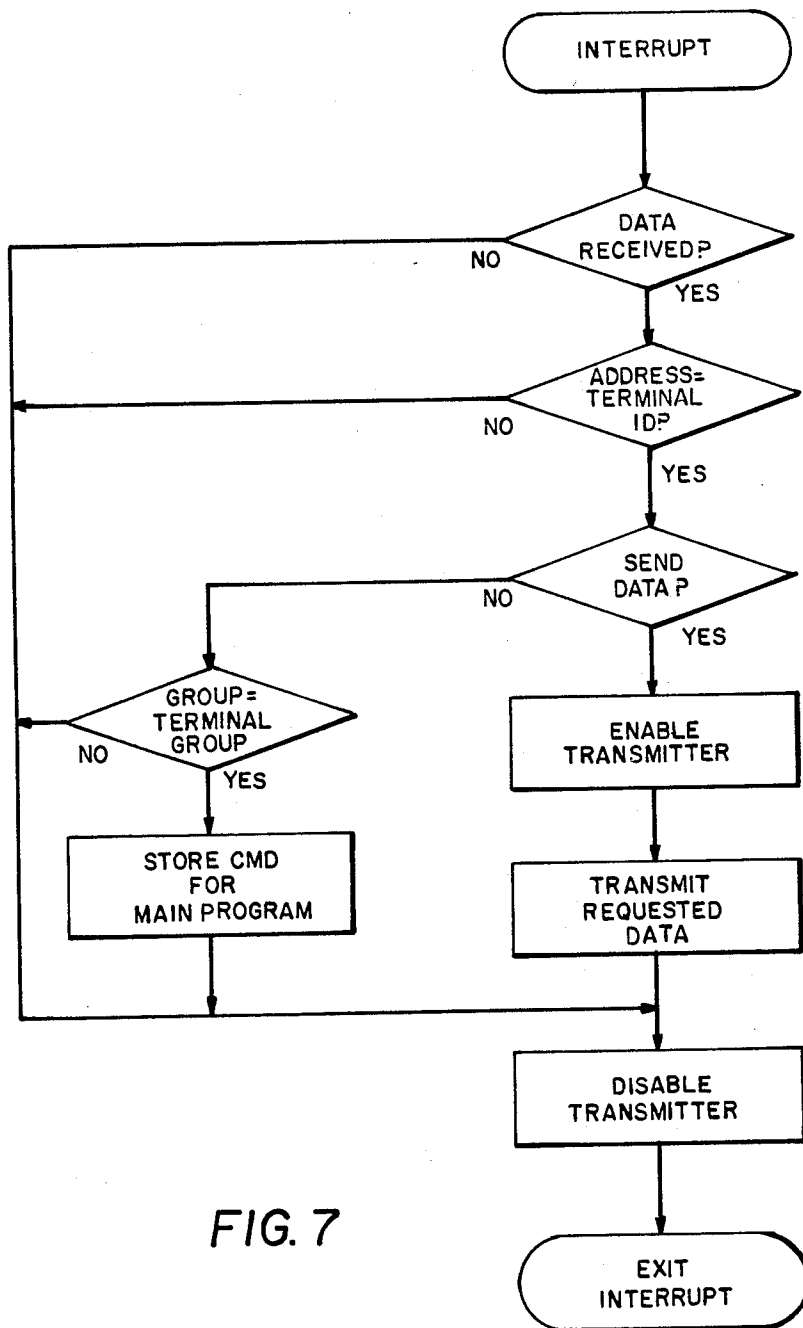 INTERRUPT
DATA
RECEIVED?
NO
YES
ADDRESS=
TERMINAL
ID?
NO
YES
SEND
DATA?
NO
YES
GROUP=
TERMINAL
GROUP
NO
YES
ENABLE
TRANSMITTER
STORE CMD
FOR
MAIN PROGRAM
TRANSMIT
REQUESTED
DATA
DISABLE
TRANSMITTER
FIG. 7
EXIT
INTERRUPT